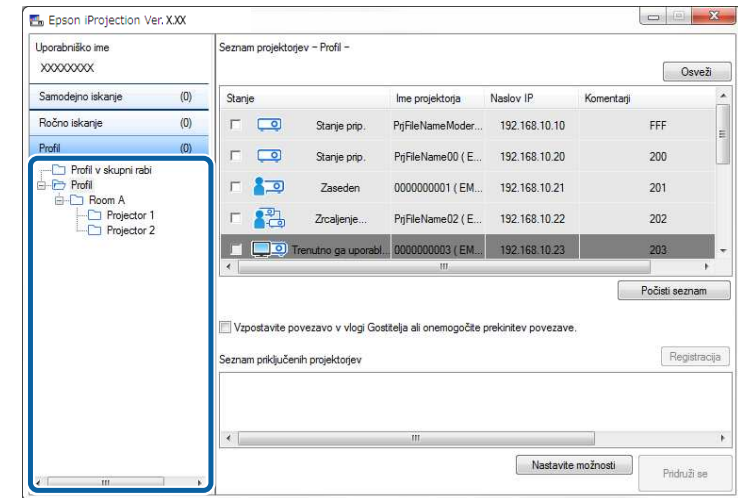 Epson iProjection Ver. X.XX
Uporabniško ime
XXXXXXXX
Samodejno iskanje (0)
Ročno iskanje (0)
Profil (0)
Profil v skupni rabi
Profil
Room A
Projector 1
Projector 2
Seznam projektorjev – Profil –
Osveži
Stanje Ime projektorja Naslov IP Komentarji
Stanje prip. PrjFileNameModer... 192.168.10.10 FFF
Stanje prip. PrjFileName00 ( E... 192.168.10.20 200
Zaseden 0000000001 ( EM... 192.168.10.21 201
Zrcaljenje... PrjFileName02 ( E... 192.168.10.22 202
Trenutno ga uporabl... 0000000003 ( EM... 192.168.10.23 203
Počisti seznam
Vzpostavite povezavo v vlogi Gostitelja ali onemogočite prekinitev povezave.
Seznam priključenih projektorjev
Registracija
Nastavite možnosti
Pridruži se